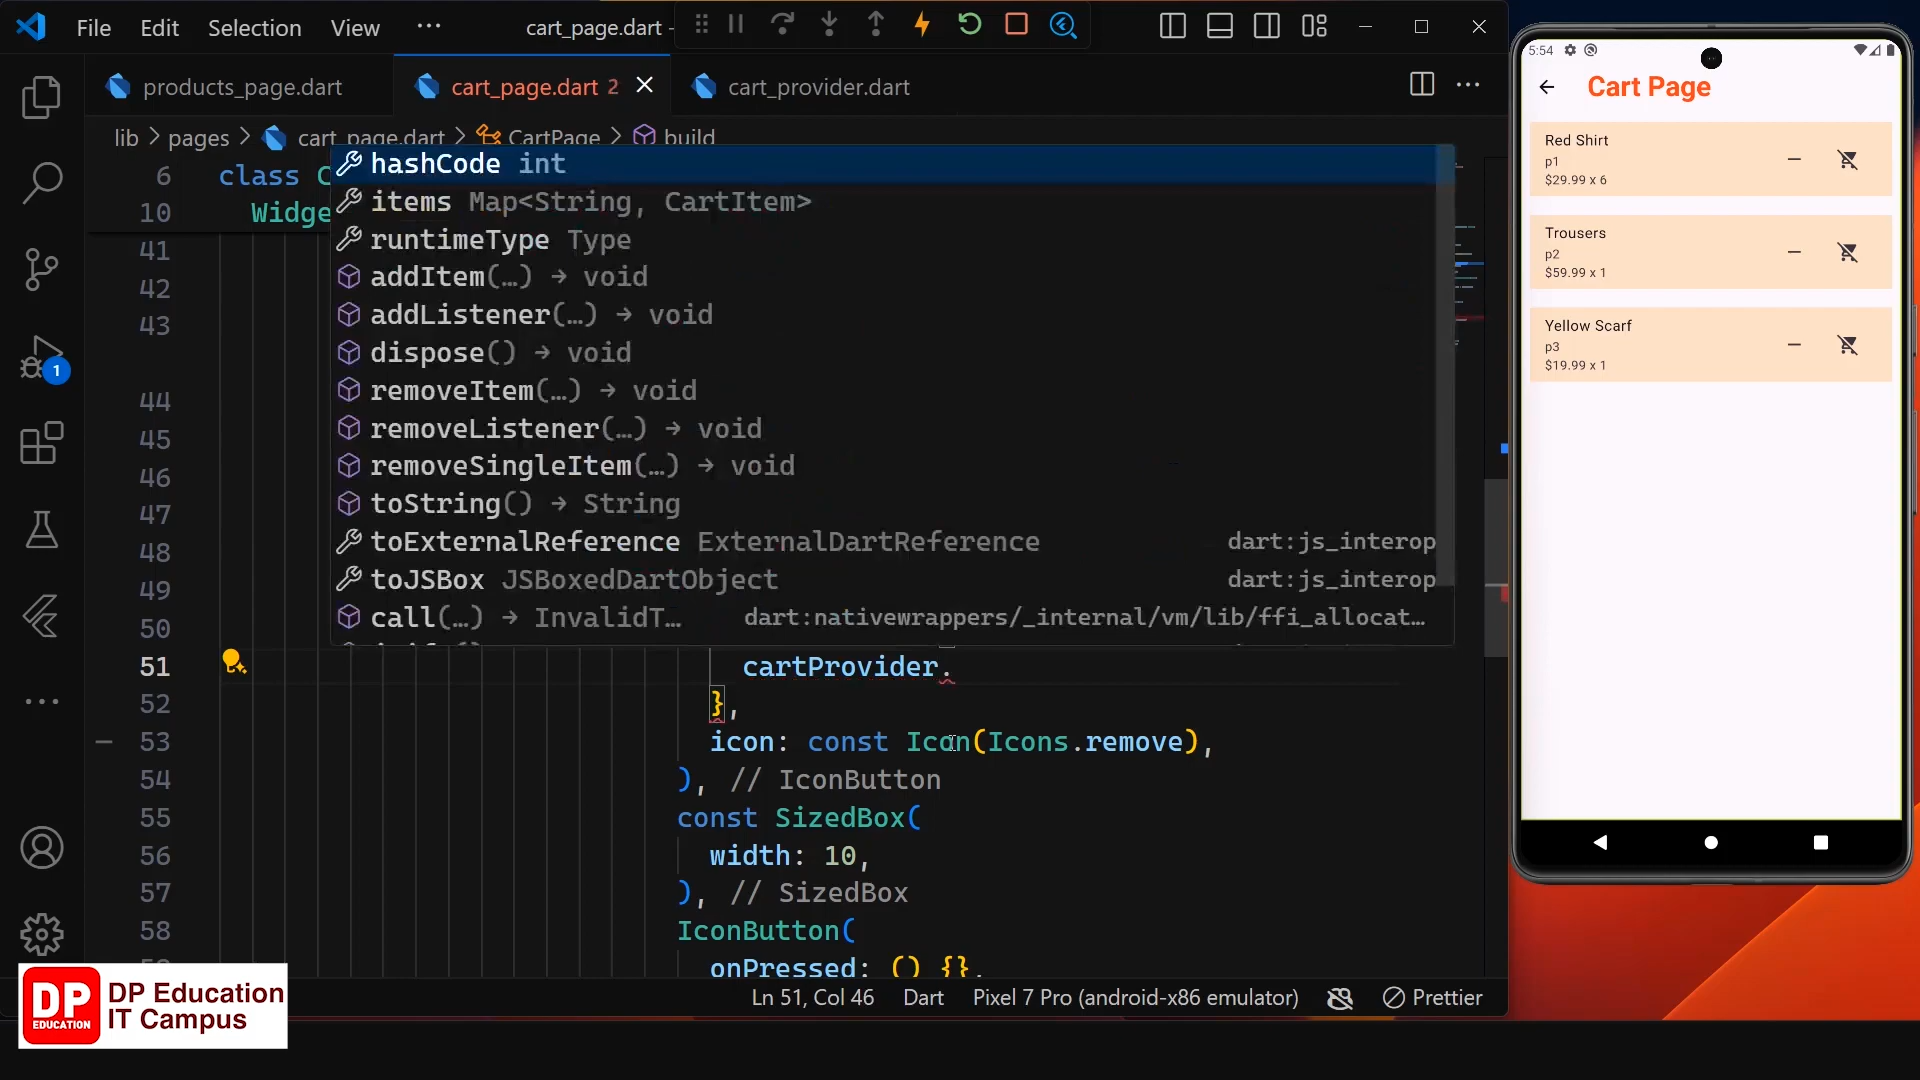 File Edit Selection View ··· cart_page.dart -
products_page.dart cart_page.dart 2 cart_provider.dart
lib > pages > cart_page.dart > CartPage > build
6 class C
10 Widge
hashCode int
items Map<String, CartItem>
runtimeType Type
addItem(…) → void
addListener(…) → void
dispose() → void
removeItem(…) → void
removeListener(…) → void
removeSingleItem(…) → void
toString() → String
toExternalReference ExternalDartReference dart:js_interop
toJSBox JSBoxedDartObject dart:js_interop
call(…) → InvalidT… dart:nativewrappers/_internal/vm/lib/ffi_allocat…
41
42
43
44
45
46
47
48
49
50
51 cartProvider.
52 },
53 icon: const Icon(Icons.remove),
54 ), // IconButton
55 const SizedBox(
56 width: 10,
57 ), // SizedBox
58 IconButton(
onPressed: () {},
1
Ln 51, Col 46 Dart Pixel 7 Pro (android-x86 emulator) Prettier
DP
EDUCATION
DP Education
IT Campus
5:54
Cart Page
Red Shirt
p1
$29.99 x 6
Trousers
p2
$59.99 x 1
Yellow Scarf
p3
$19.99 x 1